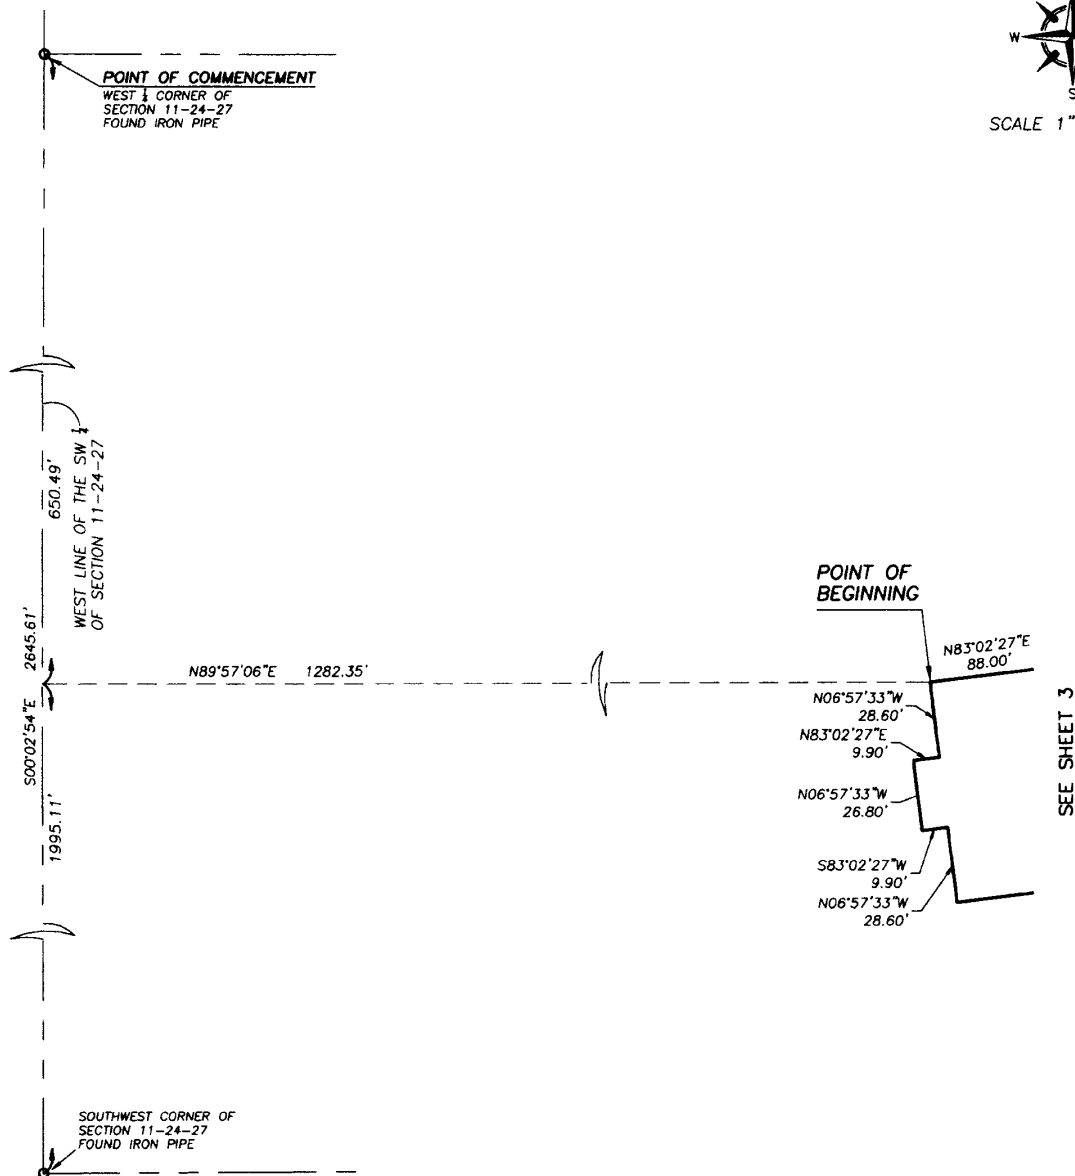 W
S
SCALE 1"
POINT OF COMMENCEMENT
WEST ¼ CORNER OF
SECTION 11-24-27
FOUND IRON PIPE
650.49'
WEST LINE OF THE SW ¼
OF SECTION 11-24-27
S00°02'54"E 2645.61'
1995.11'
N89°57'06"E 1282.35'
POINT OF
BEGINNING
N83°02'27"E
88.00'
N06°57'33"W
28.60'
N83°02'27"E
9.90'
N06°57'33"W
26.80'
S83°02'27"W
9.90'
N06°57'33"W
28.60'
SEE SHEET 3
SOUTHWEST CORNER OF
SECTION 11-24-27
FOUND IRON PIPE